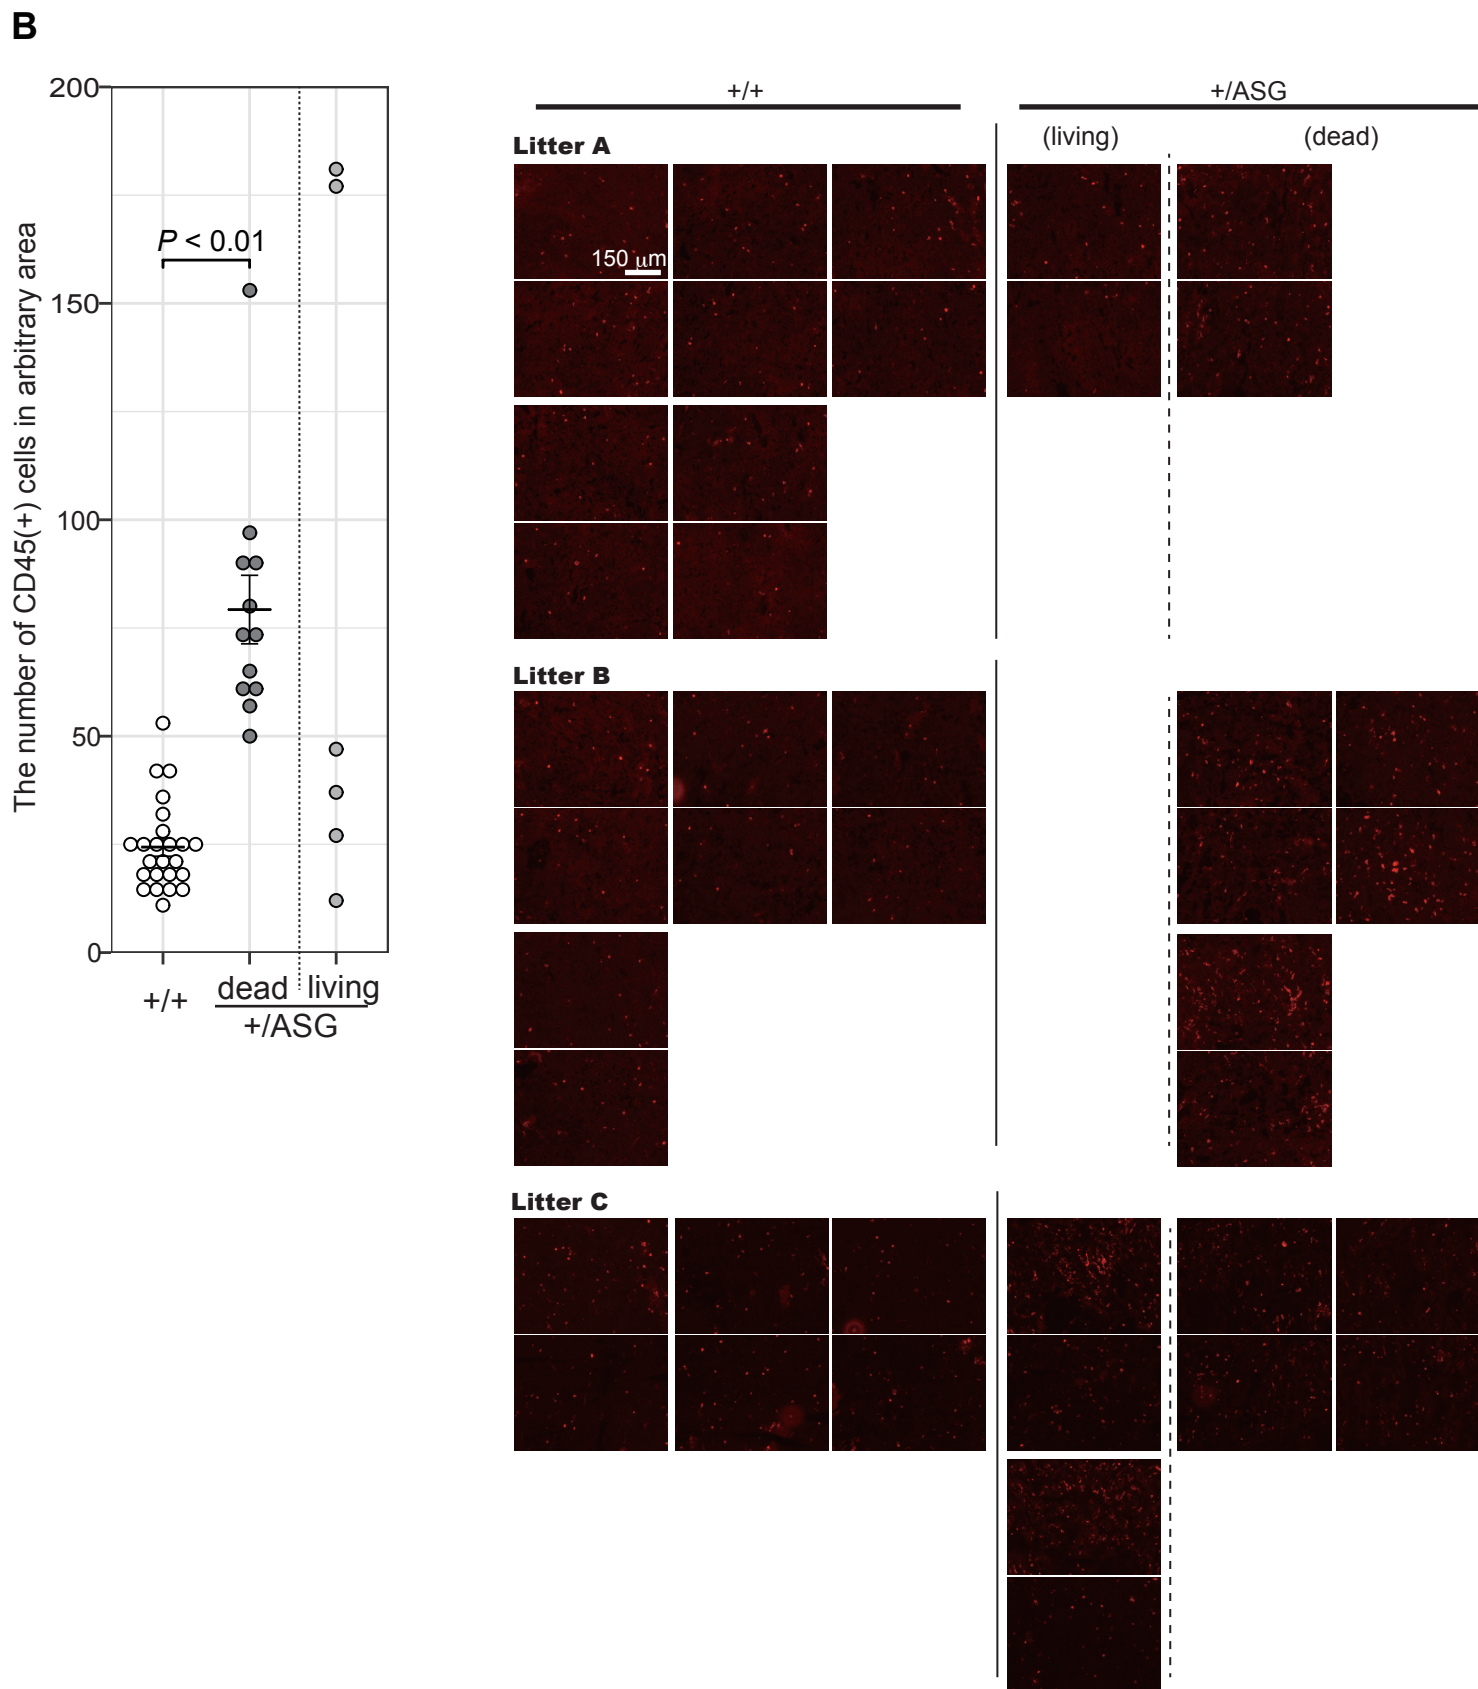 B
The number of CD45(+) cells in arbitrary area
200
150
100
50
0
P < 0.01
+/+
dead
living
+/ASG
+/+
+/ASG
(living)
(dead)
Litter A
150 μm
Litter B
Litter C